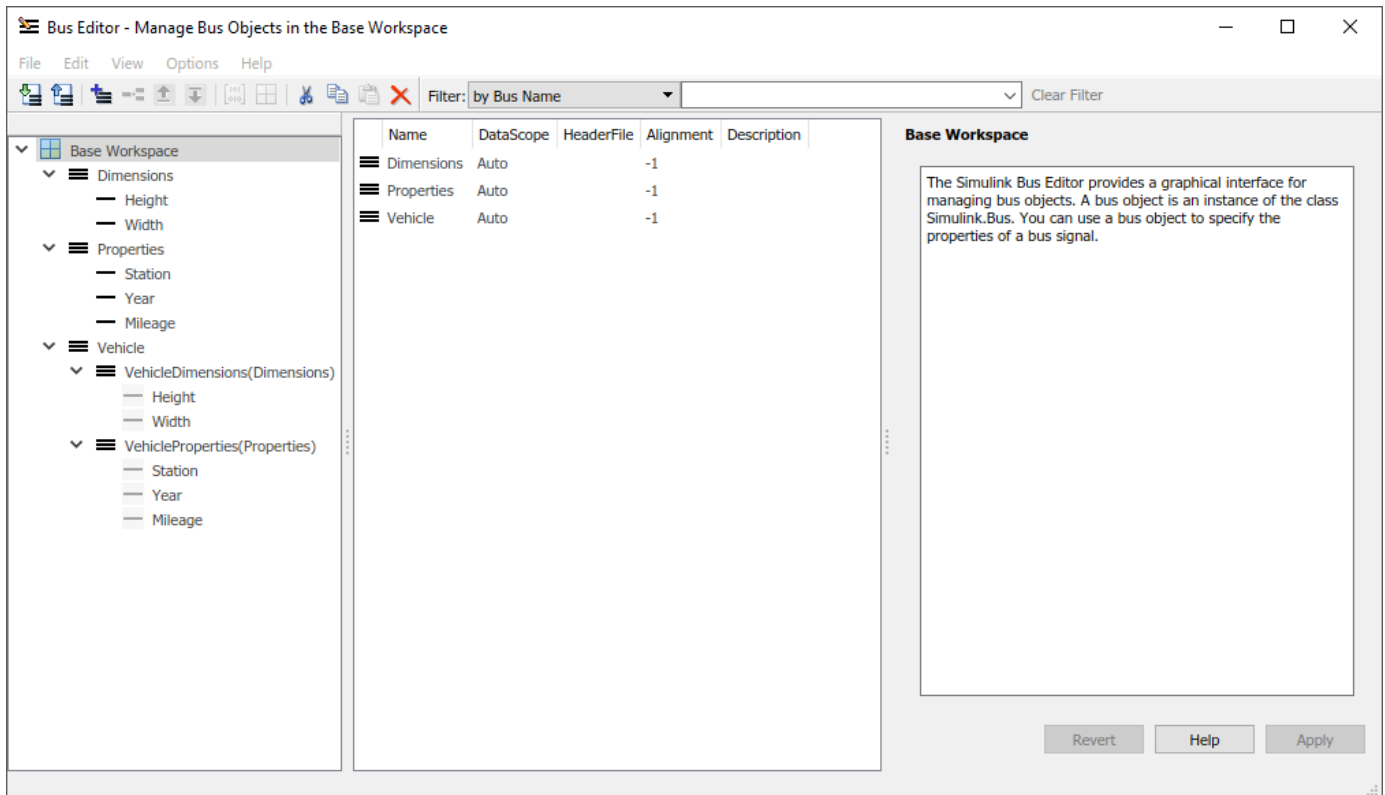 Bus Editor - Manage Bus Objects in the Base Workspace
File Edit View Options Help
Filter: by Bus Name Clear Filter
Base Workspace
Dimensions
Height
Width
Properties
Station
Year
Mileage
Vehicle
VehicleDimensions(Dimensions)
Height
Width
VehicleProperties(Properties)
Station
Year
Mileage
Name DataScope HeaderFile Alignment Description
Dimensions Auto -1
Properties Auto -1
Vehicle Auto -1
Base Workspace
The Simulink Bus Editor provides a graphical interface for
managing bus objects. A bus object is an instance of the class
Simulink.Bus. You can use a bus object to specify the
properties of a bus signal.
Revert Help Apply